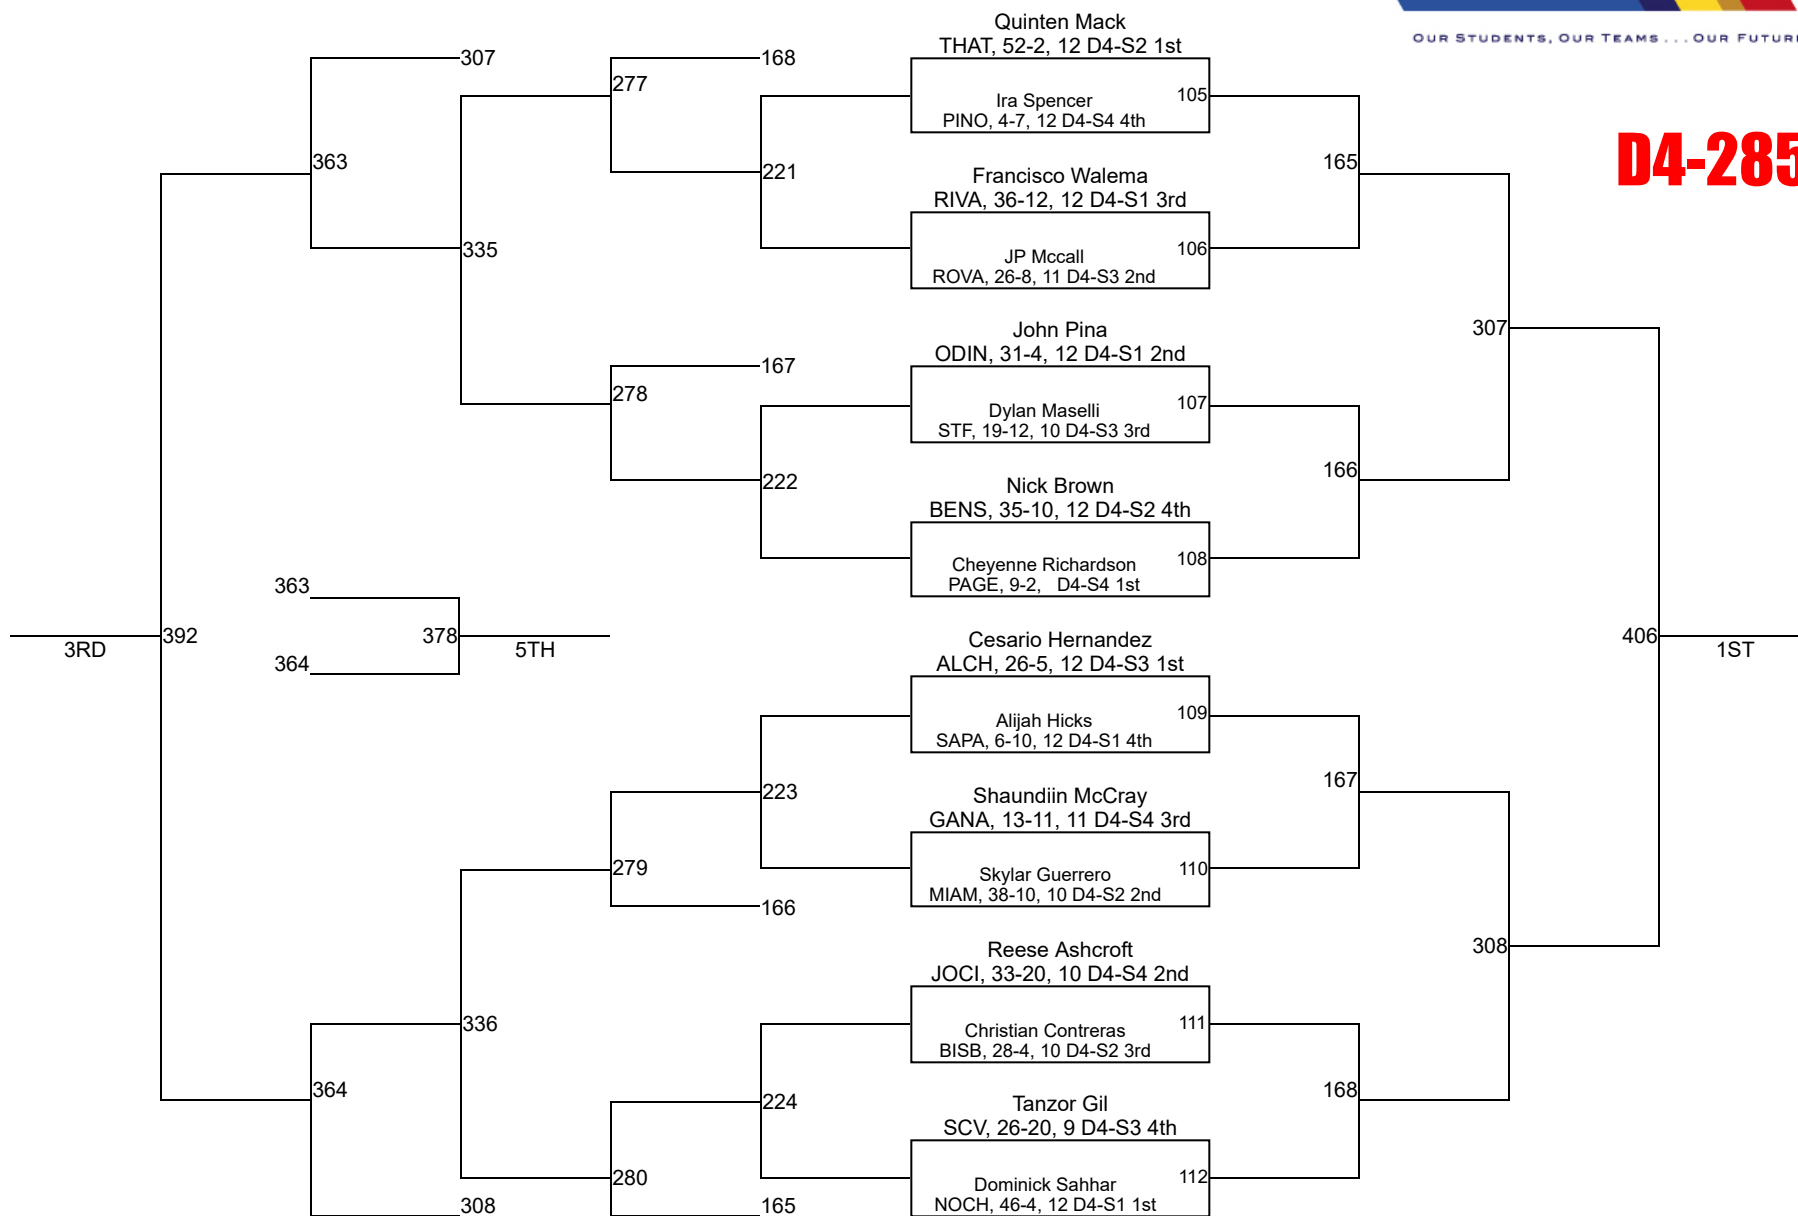 OUR STUDENTS, OUR TEAMS . . . OUR FUTURE
D4-285
Quinten Mack
THAT, 52-2, 12 D4-S2 1st
Ira Spencer
PINO, 4-7, 12 D4-S4 4th
105
Francisco Walema
RIVA, 36-12, 12 D4-S1 3rd
JP Mccall
ROVA, 26-8, 11 D4-S3 2nd
106
John Pina
ODIN, 31-4, 12 D4-S1 2nd
Dylan Maselli
STF, 19-12, 10 D4-S3 3rd
107
Nick Brown
BENS, 35-10, 12 D4-S2 4th
Cheyenne Richardson
PAGE, 9-2, D4-S4 1st
108
Cesario Hernandez
ALCH, 26-5, 12 D4-S3 1st
Alijah Hicks
SAPA, 6-10, 12 D4-S1 4th
109
Shaundiin McCray
GANA, 13-11, 11 D4-S4 3rd
Skylar Guerrero
MIAM, 38-10, 10 D4-S2 2nd
110
Reese Ashcroft
JOCI, 33-20, 10 D4-S4 2nd
Christian Contreras
BISB, 28-4, 10 D4-S2 3rd
111
Tanzor Gil
SCV, 26-20, 9 D4-S3 4th
Dominick Sahhar
NOCH, 46-4, 12 D4-S1 1st
112
165
166
167
168
307
308
406
1ST
168
221
167
222
223
166
224
165
277
278
279
280
307
335
336
308
363
364
363
364
378
5TH
392
3RD